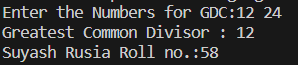 Enter the Numbers for GDC:12 24
Greatest Common Divisor : 12
Suyash Rusia Roll no.:58